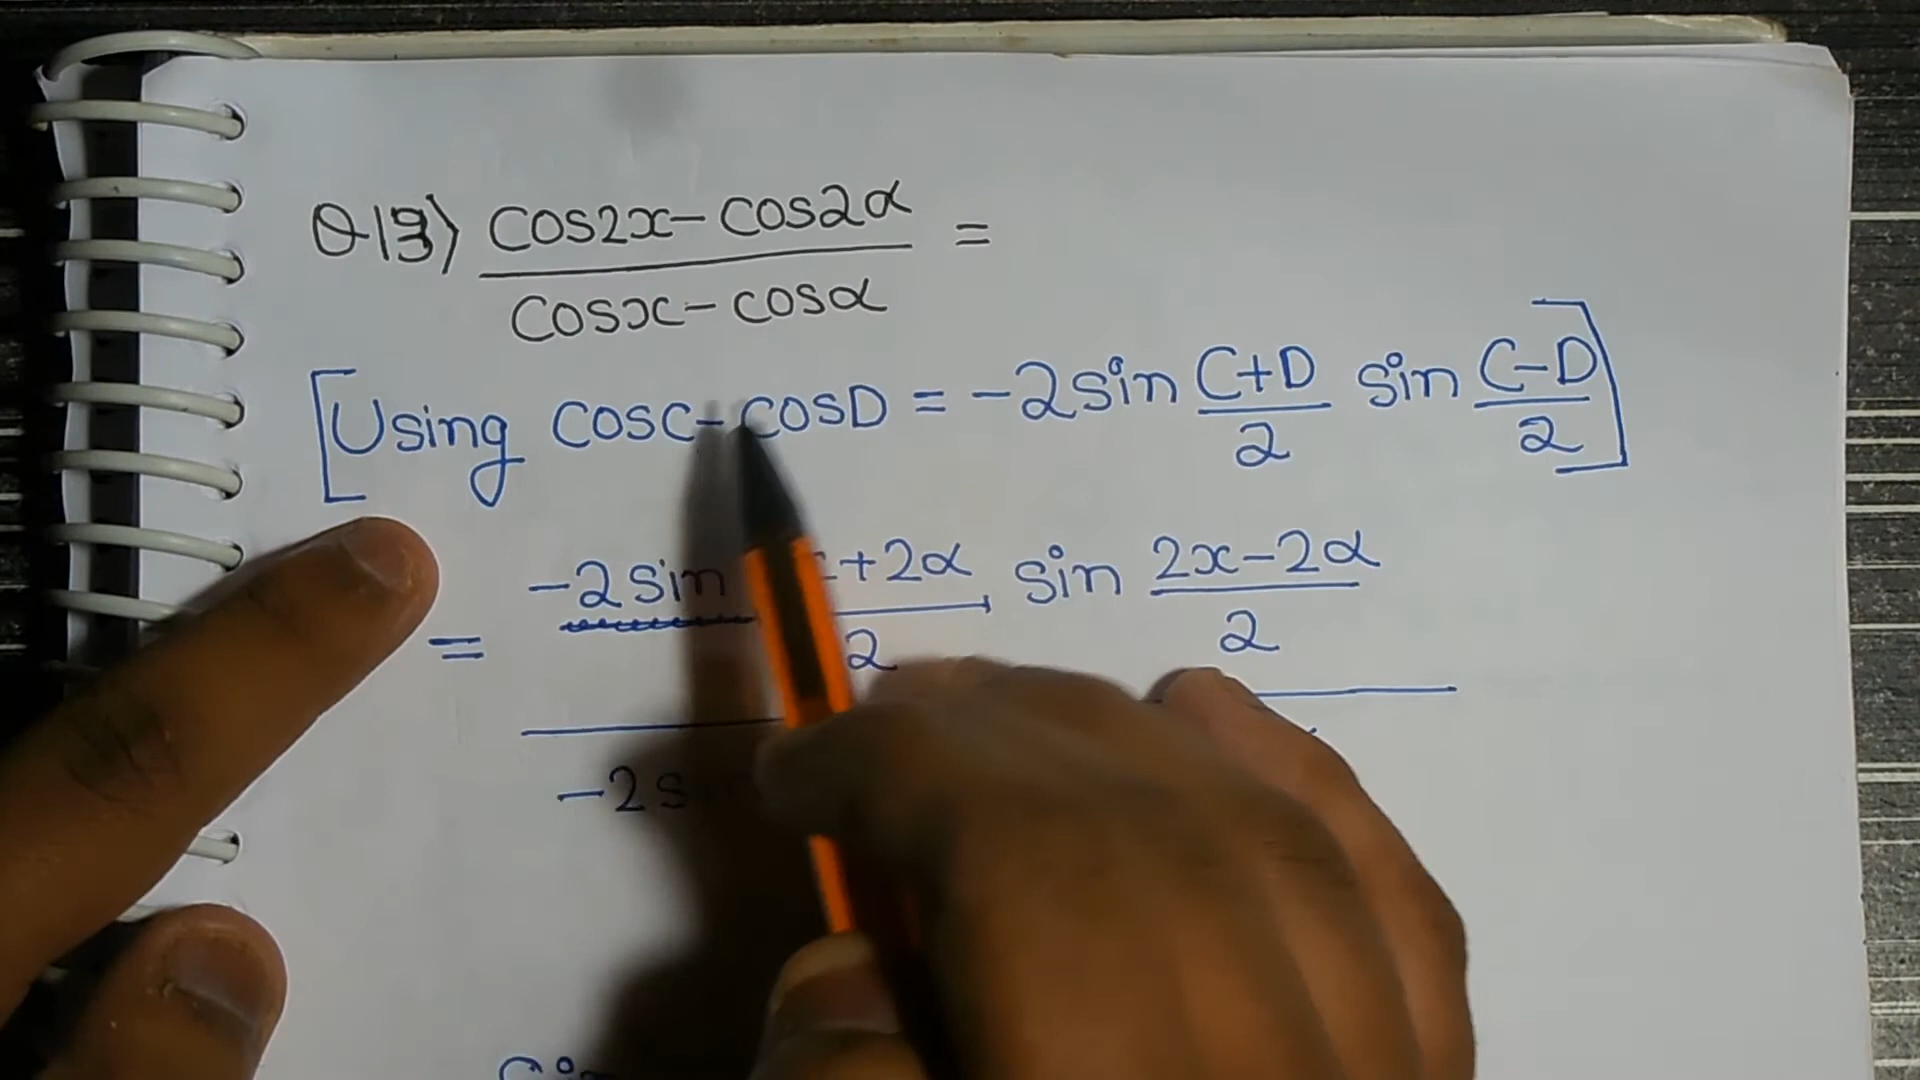 Q19) cos2x - cos2α =
cosx - cosα
[Using cosC - cosD = -2sin C+D/2 sin C-D/2]
= -2sin +2α/2 sin 2x-2α/2
-2s